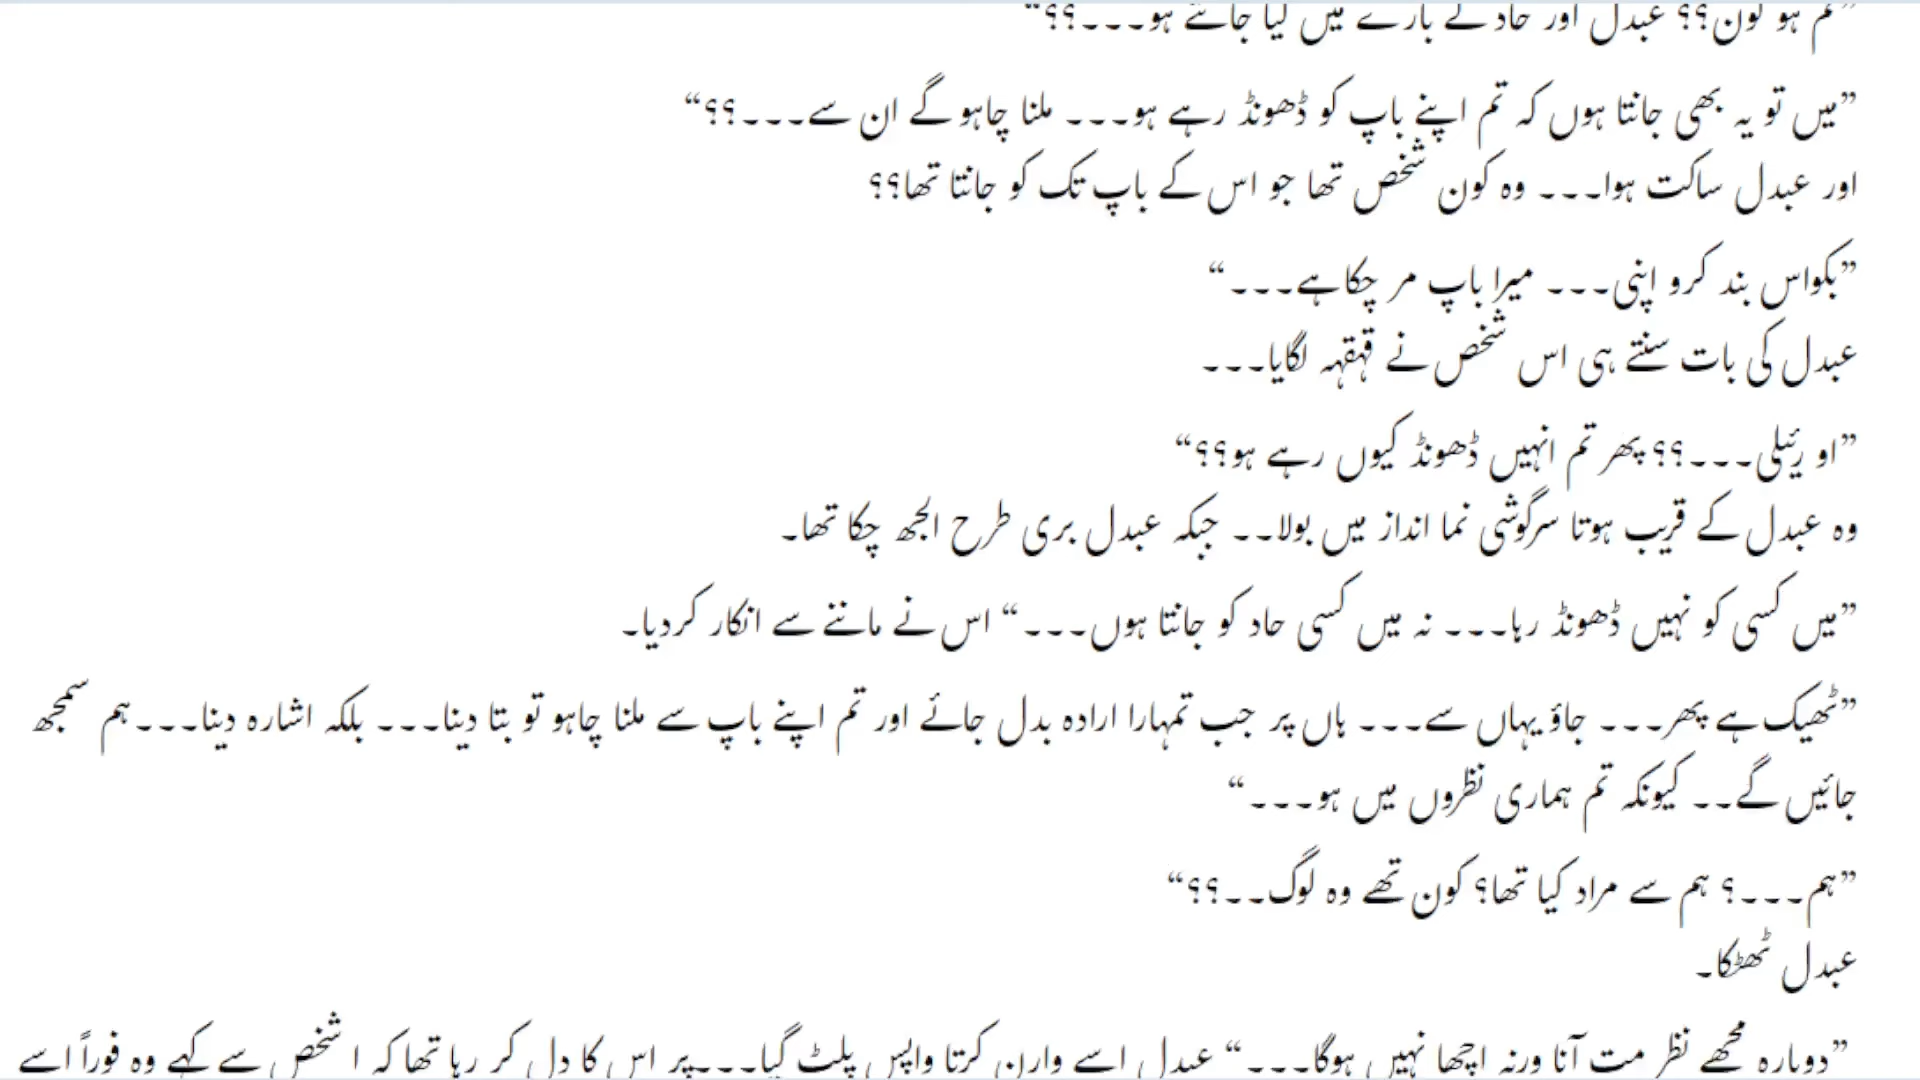 ”تم ہو کون؟؟ عبدل اور حاد کے بارے میں کیا جانتے ہو۔۔۔؟؟“
”میں تو یہ بھی جانتا ہوں کہ تم اپنے باپ کو ڈھونڈ رہے ہو۔۔۔ ملنا چاہو گے ان سے۔۔۔؟؟“
اور عبدل ساکت ہوا۔۔۔ وہ کون شخص تھا جو اس کے باپ تک کو جانتا تھا؟؟
”بکواس بند کرو اپنی۔۔۔ میرا باپ مر چکا ہے۔۔۔“
عبدل کی بات سنتے ہی اس شخص نے قہقہہ لگایا۔۔۔
”او رئیلی۔۔۔؟؟ پھر تم انہیں ڈھونڈ کیوں رہے ہو؟؟“
وہ عبدل کے قریب ہوتا سرگوشی نما انداز میں بولا۔۔ جبکہ عبدل بری طرح الجھ چکا تھا۔
”میں کسی کو نہیں ڈھونڈ رہا۔۔۔ نہ میں کسی حاد کو جانتا ہوں۔۔۔“ اس نے ماننے سے انکار کر دیا۔
”ٹھیک ہے پھر۔۔۔ جاؤ یہاں سے۔۔۔ ہاں پر جب تمہارا ارادہ بدل جائے اور تم اپنے باپ سے ملنا چاہو تو بتا دینا۔۔۔ بلکہ اشارہ دینا۔۔۔ ہم سمجھ
جائیں گے۔۔ کیونکہ تم ہماری نظروں میں ہو۔۔۔“
”ہم۔۔۔؟ ہم سے مراد کیا تھا؟ کون تھے وہ لوگ۔۔؟؟“
عبدل ٹھٹکا۔
”دوبارہ مجھے نظر مت آنا ورنہ اچھا نہیں ہوگا۔۔۔“ عبدل اسے وارن کرتا واپس پلٹ گیا۔۔۔ پر اس کا دل کر رہا تھا کہ ا شخص سے کہے وہ فوراً اسے